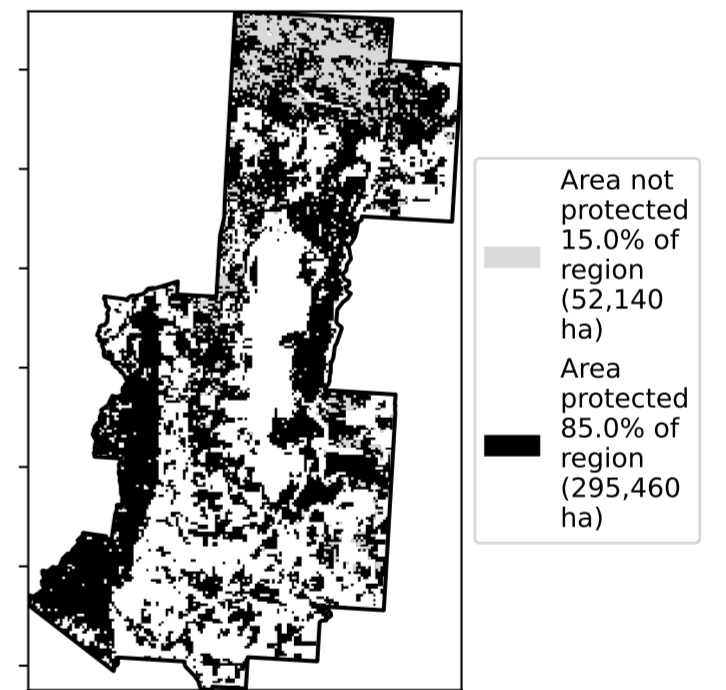 Area not
protected
15.0% of
region
(52,140
ha)
Area
protected
85.0% of
region
(295,460
ha)